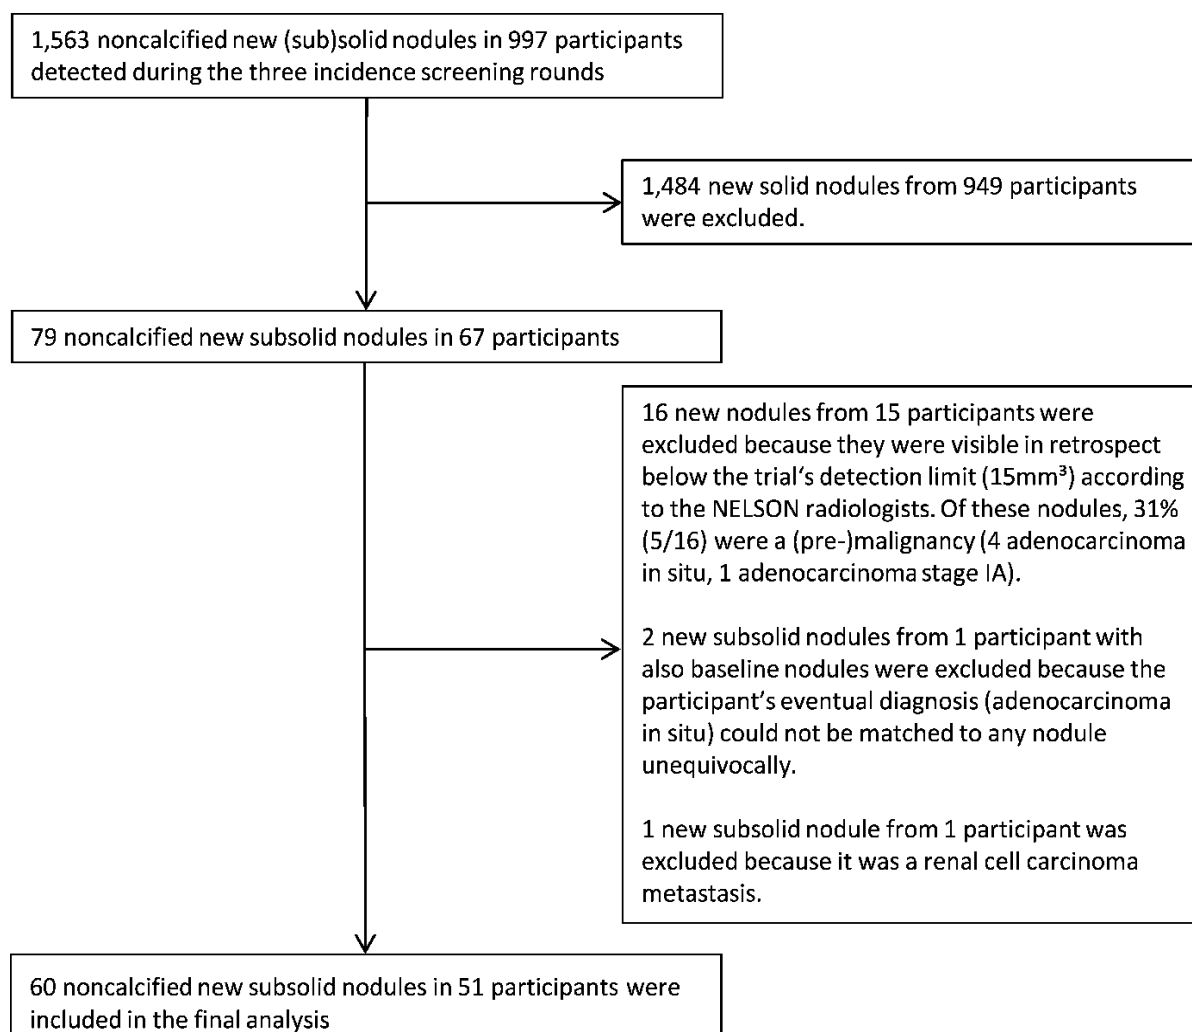 1,563 noncalcified new (sub)solid nodules in 997 participants
detected during the three incidence screening rounds
1,484 new solid nodules from 949 participants
were excluded.
79 noncalcified new subsolid nodules in 67 participants
16 new nodules from 15 participants were
excluded because they were visible in retrospect
below the trial‘s detection limit (15mm³) according
to the NELSON radiologists. Of these nodules, 31%
(5/16) were a (pre-)malignancy (4 adenocarcinoma
in situ, 1 adenocarcinoma stage IA).
2 new subsolid nodules from 1 participant with
also baseline nodules were excluded because the
participant’s eventual diagnosis (adenocarcinoma
in situ) could not be matched to any nodule
unequivocally.
1 new subsolid nodule from 1 participant was
excluded because it was a renal cell carcinoma
metastasis.
60 noncalcified new subsolid nodules in 51 participants were
included in the final analysis